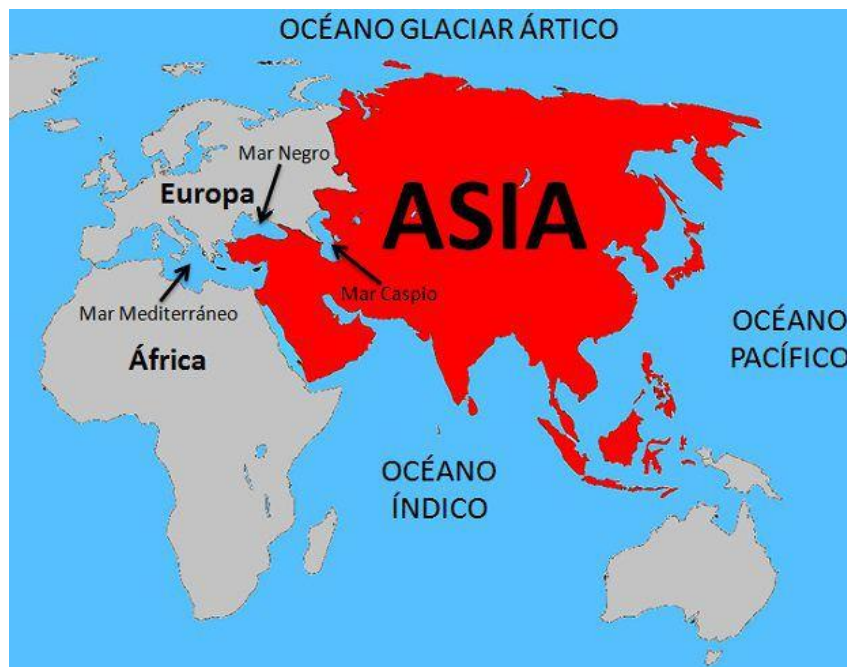 OCÉANO GLACIAR ÁRTICO
Mar Negro
Europa
ASIA
Mar Caspio
Mar Mediterráneo
África
OCÉANO
PACÍFICO
OCÉANO
ÍNDICO